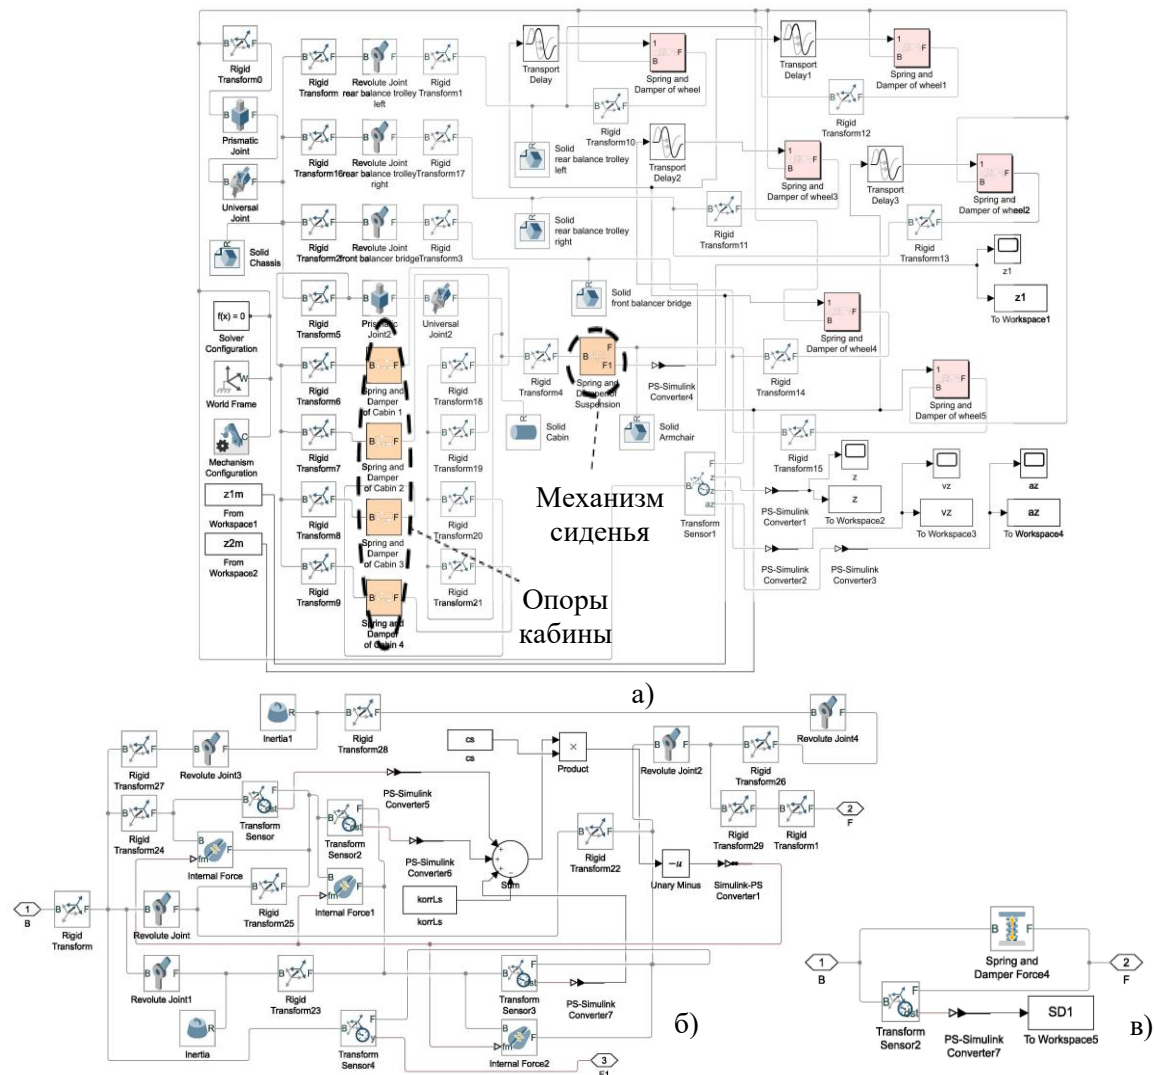 Rigid
Transform0
Prismatic
Joint
Universal
Joint
Solid
Chassis
f(x) = 0
Solver
Configuration
World Frame
Mechanism
Configuration
z1m
From
Workspace1
z2m
From
Workspace2
Rigid
Transform
Revolute Joint
rear balance trolley
left
Rigid
Transform1
Rigid
Transform16
Revolute Joint
rear balance trolley
right
Rigid
Transform17
Rigid
Transform2
Revolute Joint
front balancer bridge
Rigid
Transform3
Rigid
Transform5
Prismatic
Joint2
Universal
Joint2
Rigid
Transform6
Spring and
Damper
of Cabin 1
Rigid
Transform18
Rigid
Transform7
Spring and
Damper
of Cabin 2
Rigid
Transform19
Rigid
Transform8
Spring and
Damper
of Cabin 3
Rigid
Transform20
Rigid
Transform9
Spring and
Damper
of Cabin 4
Rigid
Transform21
Transport
Delay
Spring and
Damper of wheel
Transport
Delay1
Spring and
Damper of wheel1
Rigid
Transform10
Rigid
Transform12
Solid
rear balance trolley
left
Transport
Delay2
Spring and
Damper of wheel3
Transport
Delay3
Spring and
Damper of wheel2
Solid
rear balance trolley
right
Rigid
Transform11
Rigid
Transform13
Solid
front balancer bridge
z1
z1
To Workspace1
Spring and
Damper of wheel4
Rigid
Transform4
Spring and
Damper of
Suspension
PS-Simulink
Converter4
Rigid
Transform14
Spring and
Damper of wheel5
Solid
Cabin
Solid
Armchair
Rigid
Transform15
Механизм
сиденья
Transform
Sensor1
PS-Simulink
Converter1
z
z
To Workspace2
vz
vz
To Workspace3
az
az
To Workspace4
PS-Simulink
Converter2
PS-Simulink
Converter3
Опоры
кабины
а)
Inertia1
Rigid
Transform28
Revolute Joint4
Rigid
Transform27
Revolute Joint3
cs
cs
Product
Revolute Joint2
Rigid
Transform26
PS-Simulink
Converter5
Rigid
Transform24
Transform
Sensor
Transform
Sensor2
Rigid
Transform29
Rigid
Transform1
2
F
Internal Force
PS-Simulink
Converter6
Sum
Rigid
Transform22
-u
Unary Minus
Simulink-PS
Converter1
1
B
Rigid
Transform
Revolute Joint
Rigid
Transform25
Internal Force1
korrLs
korrLs
Revolute Joint1
Rigid
Transform23
Transform
Sensor3
PS-Simulink
Converter7
Inertia
Transform
Sensor4
Internal Force2
3
F1
б)
Spring and
Damper Force4
1
B
2
F
Transform
Sensor2
PS-Simulink
Converter7
SD1
To Workspace5
в)